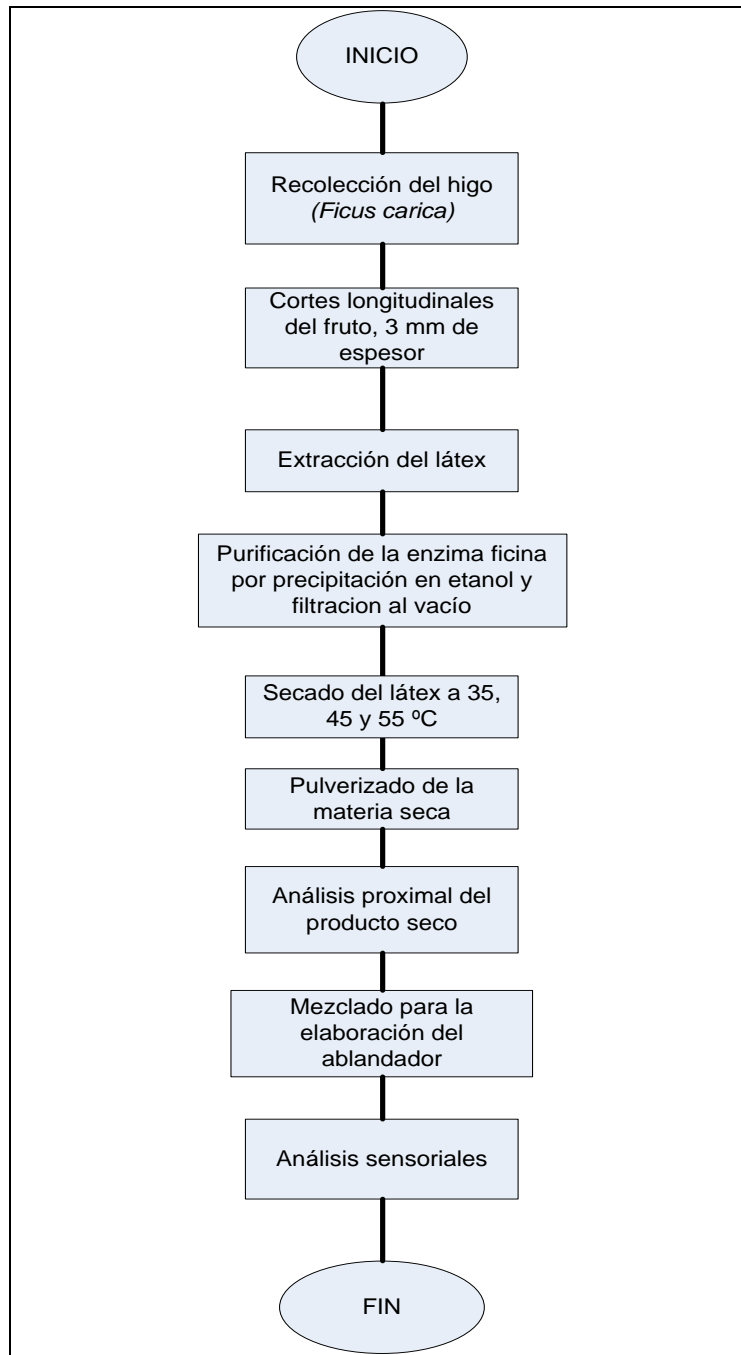 INICIO
Recolección del higo
(Ficus carica)
Cortes longitudinales
del fruto, 3 mm de
espesor
Extracción del látex
Purificación de la enzima ficina
por precipitación en etanol y
filtracion al vacío
Secado del látex a 35,
45 y 55 ºC
Pulverizado de la
materia seca
Análisis proximal del
producto seco
Mezclado para la
elaboración del
ablandador
Análisis sensoriales
FIN